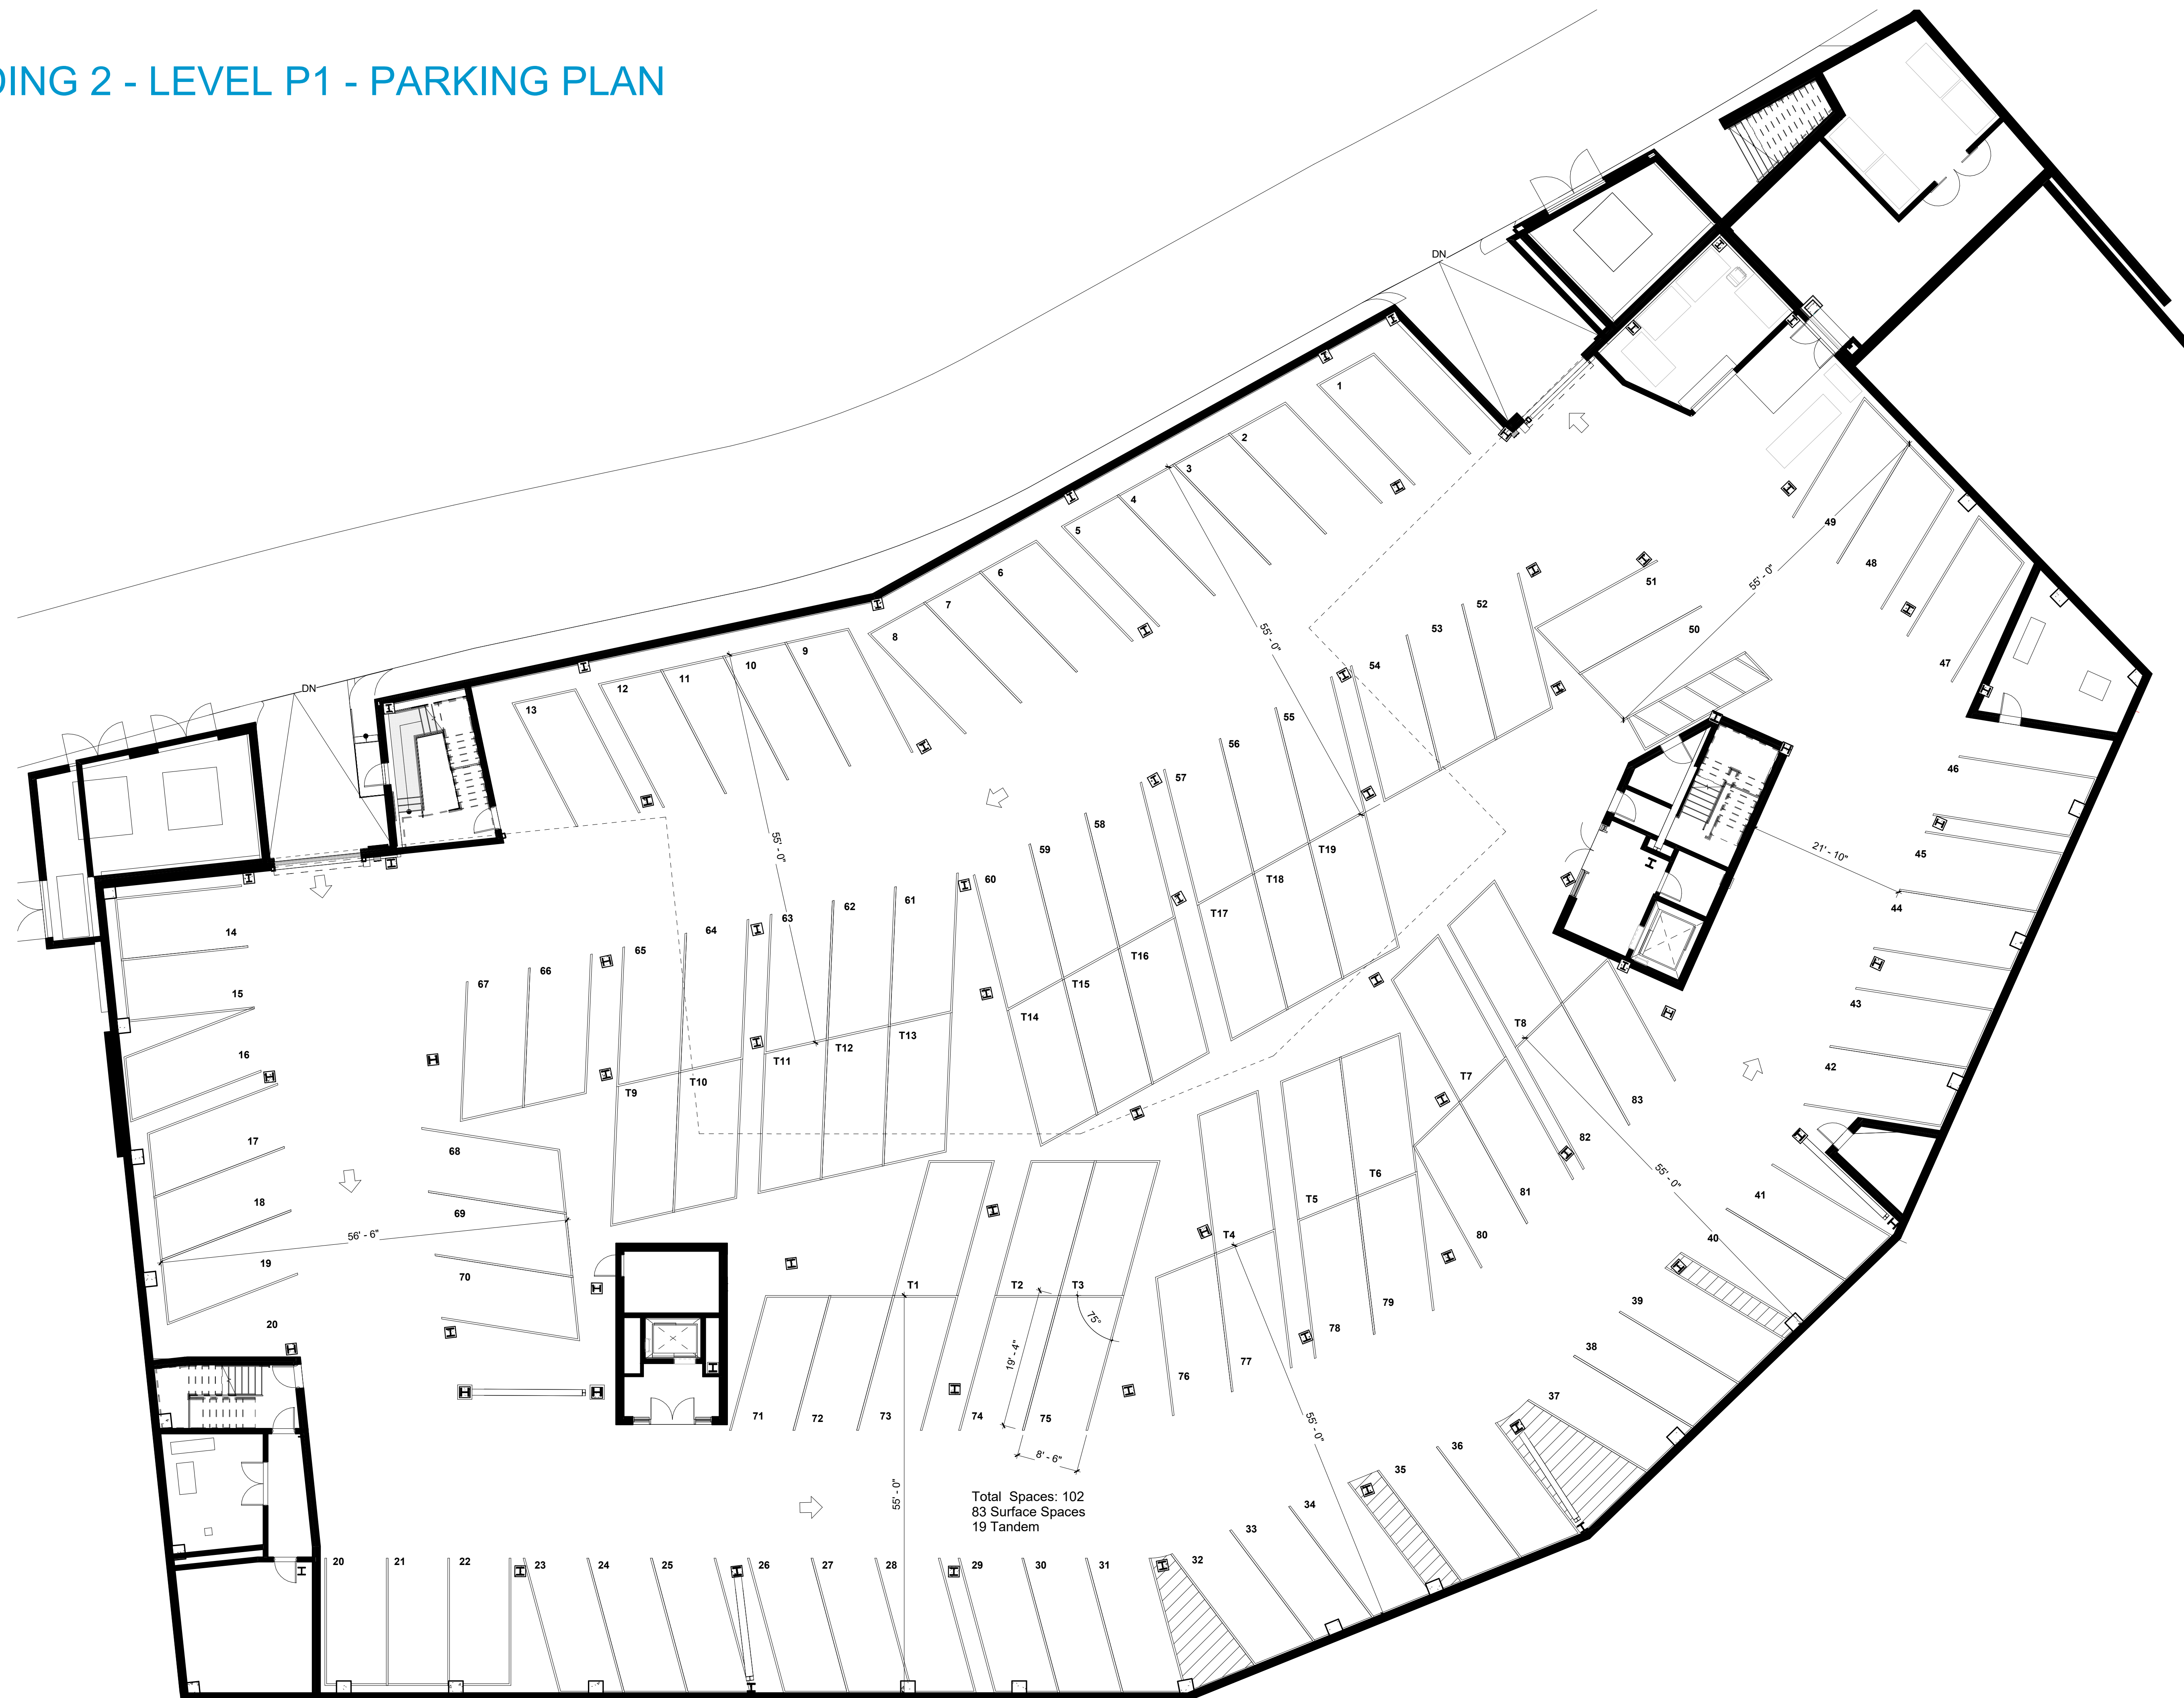 DING 2 - LEVEL P1 - PARKING PLAN
DN
1
2
3
4
5
6
7
8
9
10
11
12
13
DN
49
48
47
51
50
52
53
54
55' - 0"
55' - 0"
55' - 0"
55
56
57
58
59
60
61
62
63
64
65
66
67
T19
T18
T17
T16
T15
T14
T13
T12
T11
T10
T9
46
45
44
43
42
21' - 10"
14
15
16
17
18
19
20
68
69
70
56' - 6"
T8
T7
T6
T5
T4
T1
T2
T3
83
82
81
80
79
78
77
76
55' - 0"
75°
19' - 4"
8' - 6"
71
72
73
74
75
55' - 0"
55' - 0"
41
40
39
38
37
36
35
34
33
32
Total Spaces: 102
83 Surface Spaces
19 Tandem
20
21
22
23
24
25
26
27
28
29
30
31